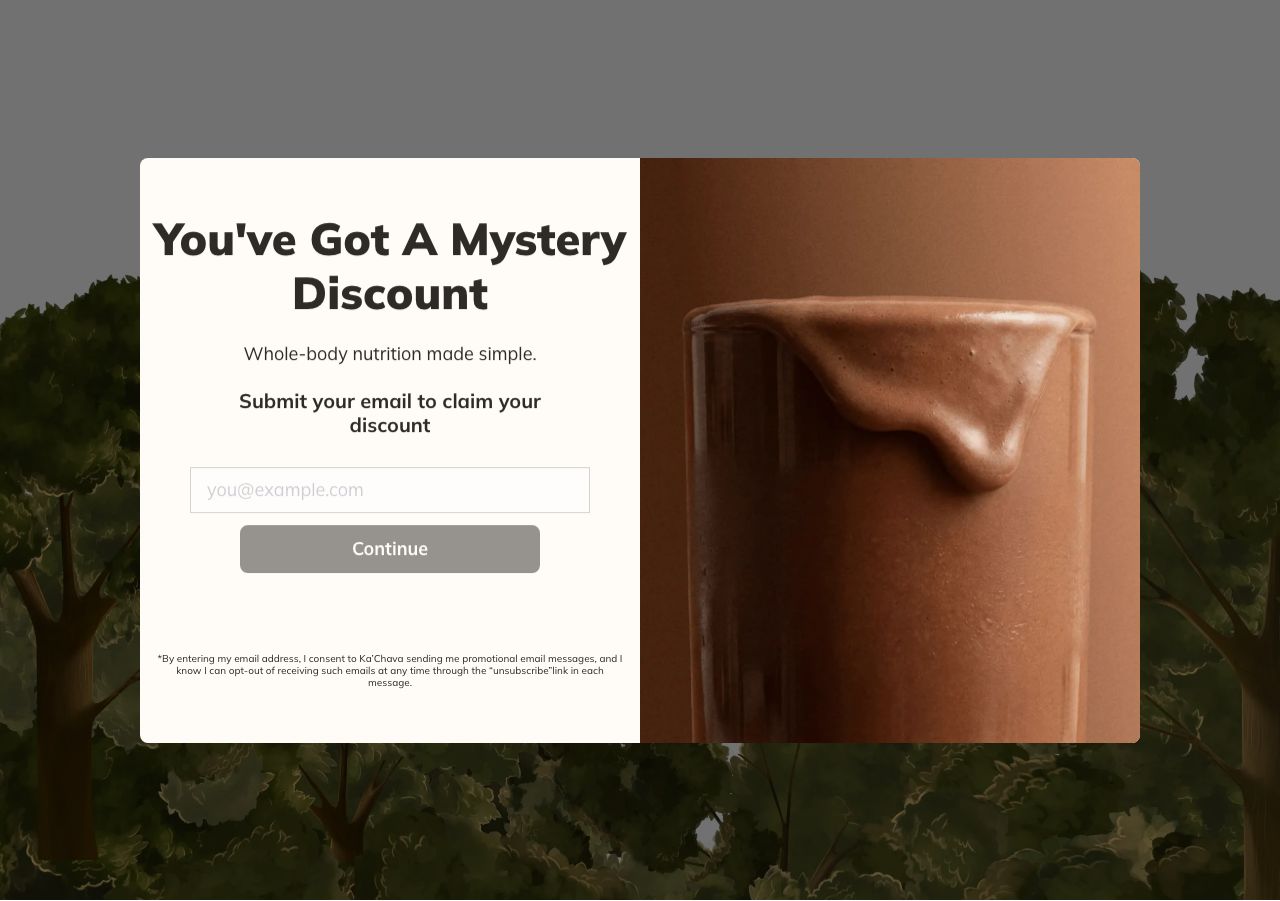 You've Got A Mystery
Discount
Whole-body nutrition made simple.
Submit your email to claim your
discount
you@example.com
Continue
*By entering my email address, I consent to Ka’Chava sending me promotional email messages, and I
know I can opt-out of receiving such emails at any time through the “unsubscribe”link in each
message.